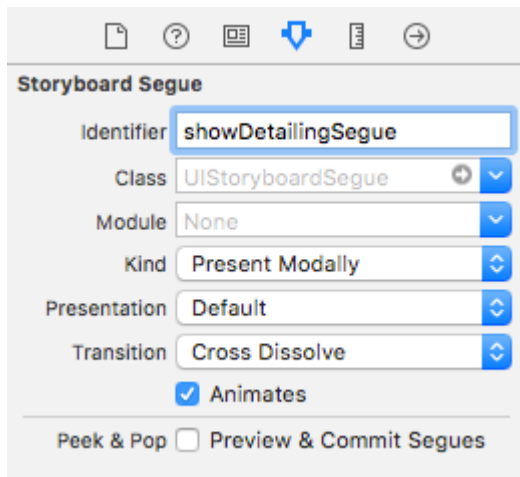 Storyboard Segue
Identifier showDetailingSegue
Class UIStoryboardSegue
Module None
Kind Present Modally
Presentation Default
Transition Cross Dissolve
Animates
Peek & Pop Preview & Commit Segues